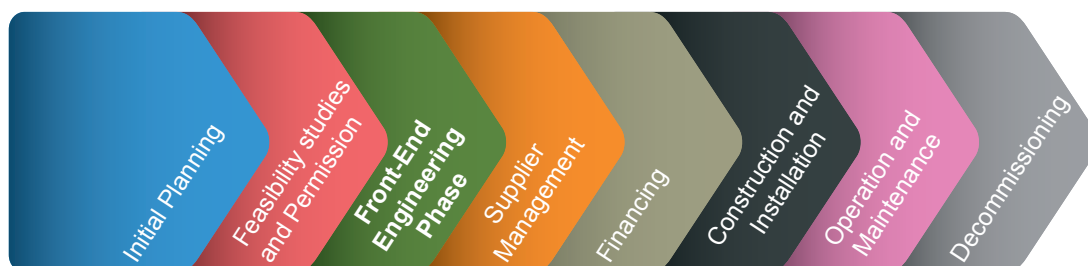 Initial Planning
Feasibility studies
and Permission
Front-End
Engineering
Phase
Supplier
Management
Financing
Construction and
Installation
Operation and
Maintenance
Decommissioning